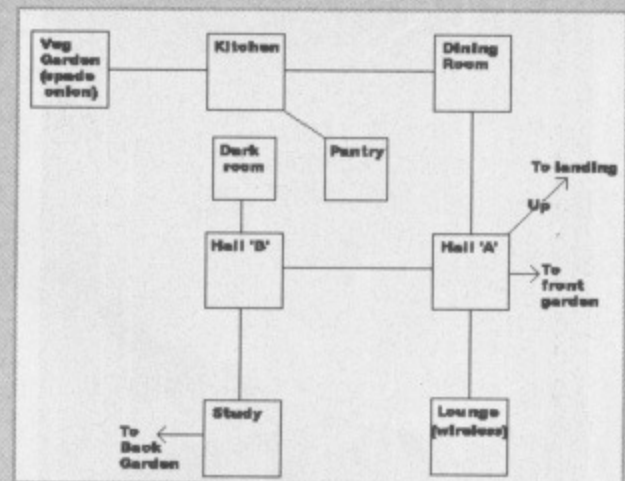 Veg
Garden
(spade
onion)
Kitchen
Dining
Room
Dark
room
Pantry
To landing
Up
Hall 'B'
Hall 'A'
To
front
garden
Study
To
Back
Garden
Lounge
(wireless)